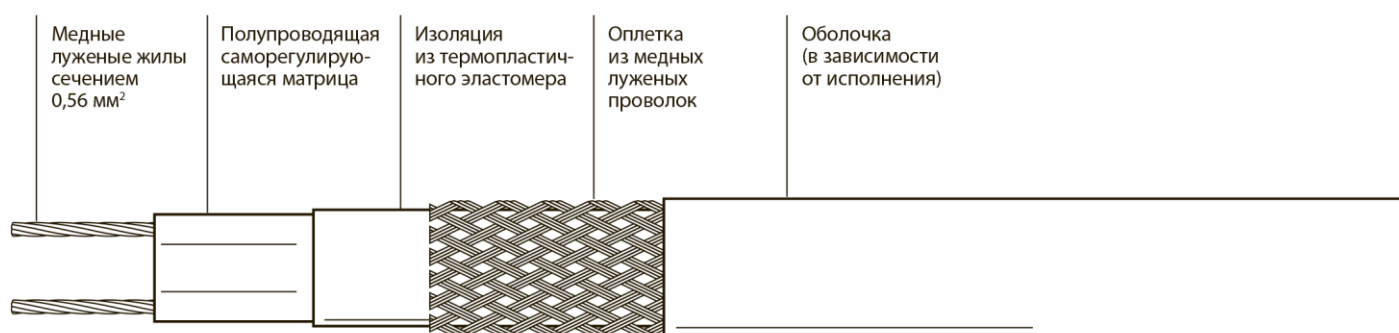 Медные
луженые жилы
сечением
0,56 мм²
Полупроводящая
саморегулирую-
щаяся матрица
Изоляция
из термопластич-
ного эластомера
Оплетка
из медных
луженых
проволок
Оболочка
(в зависимости
от исполнения)